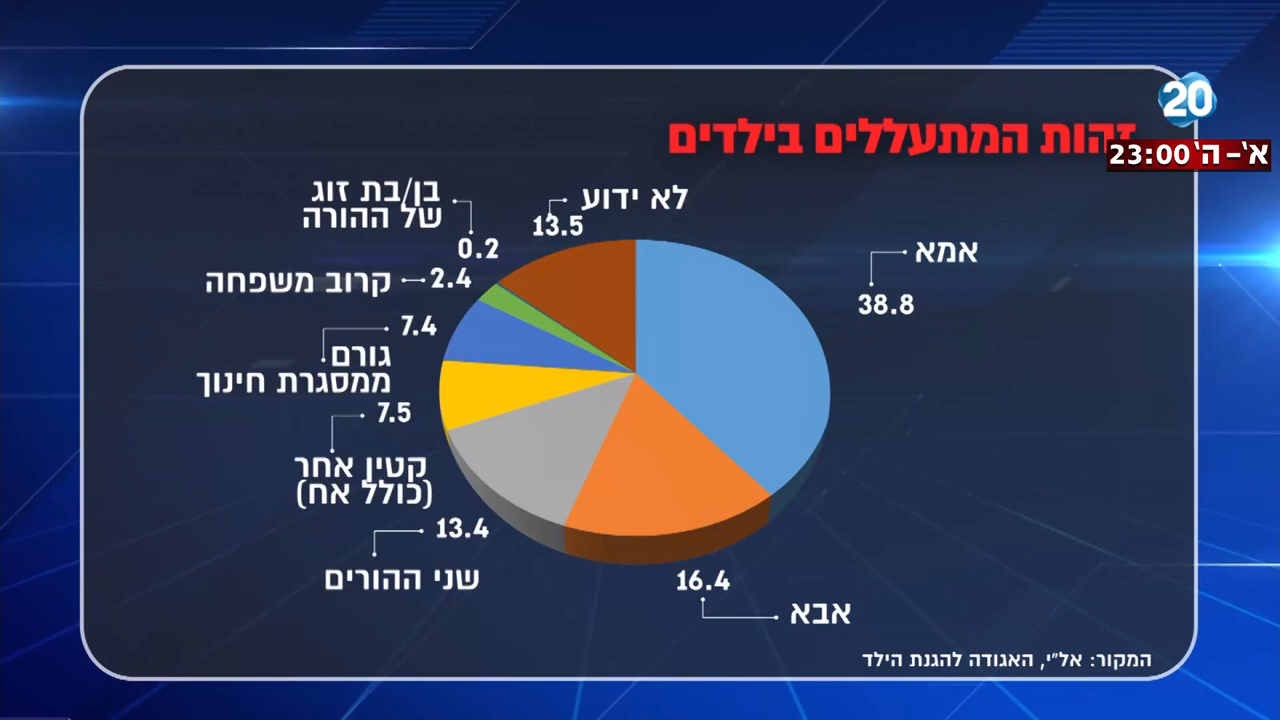 20
זהות המתעללים בילדים
א'-ה' 23:00
אמא
38.8
לא ידוע
13.5
בן/בת זוג
של ההורה
0.2
קרוב משפחה
2.4
7.4
גורם
ממסגרת חינוך
7.5
קטין אחר
(כולל אח)
13.4
שני ההורים
16.4
אבא
המקור: אל"י, האגודה להגנת הילד